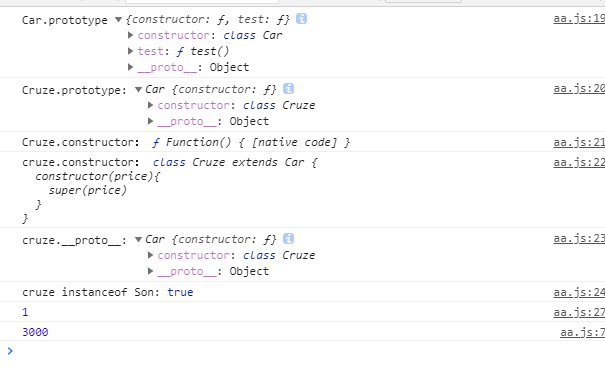 Car.prototype ▼{constructor: ƒ, test: ƒ} i aa.js:19
▶constructor: class Car
▶test: ƒ test()
▶__proto__: Object
Cruze.prototype: ▼Car {constructor: ƒ} i aa.js:20
▶constructor: class Cruze
▶__proto__: Object
Cruze.constructor: ƒ Function() { [native code] } aa.js:21
cruze.constructor: class Cruze extends Car { aa.js:22
constructor(price){
super(price)
}
}
cruze.__proto__: ▼Car {constructor: ƒ} i aa.js:23
▶constructor: class Cruze
▶__proto__: Object
cruze instanceof Son: true aa.js:24
1 aa.js:27
3000 aa.js:7
>